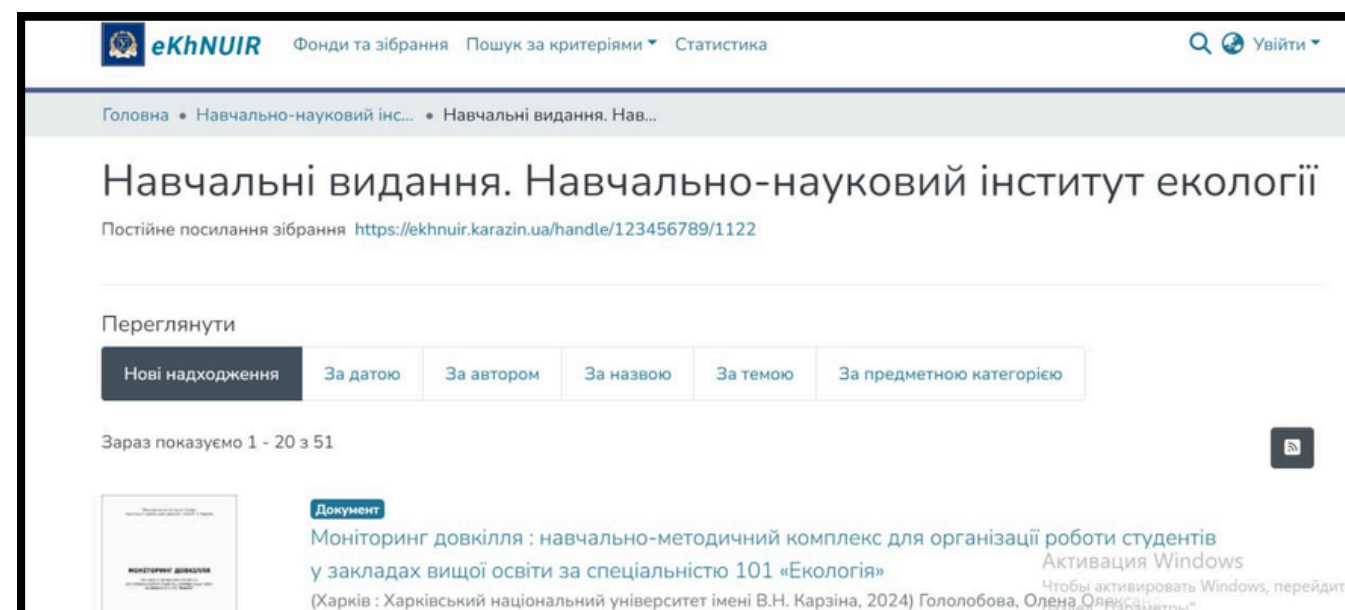 eKhNUIR Фонди та зібрання Пошук за критеріями Статистика Увійти
Головна • Навчально-науковий інс... • Навчальні видання. Нав...
Навчальні видання. Навчально-науковий інститут екології
Постійне посилання зібрання https://ekhnuir.karazin.ua/handle/123456789/1122
Переглянути
Нові надходження За датою За автором За назвою За темою За предметною категорією
Зараз показуємо 1 - 20 з 51
МОНІТОРИНГ ДОВКІЛЛЯ
Документ
Моніторинг довкілля : навчально-методичний комплекс для організації роботи студентів
у закладах вищої освіти за спеціальністю 101 «Екологія»
(Харків : Харківський національний університет імені В.Н. Карзіна, 2024) Гололобова, Олена
Активация Windows
Чтобы активировать Windows, перейдит